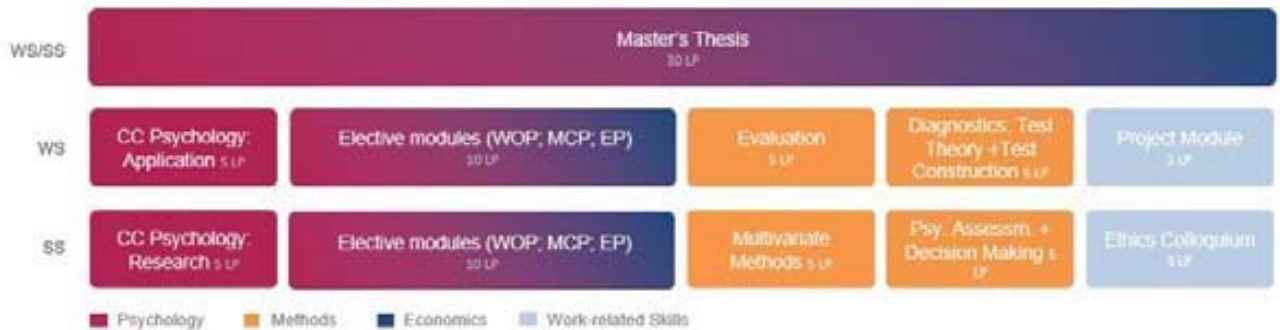 WS/SS
Master's Thesis
30 LP
WS
CC Psychology:
Application 5 LP
Elective modules (WOP; MCP; EP)
10 LP
Evaluation
5 LP
Diagnostics: Test
Theory +Test
Construction 5 LP
Project Module
5 LP
SS
CC Psychology:
Research 5 LP
Elective modules (WOP; MCP; EP)
10 LP
Multivariate
Methods 5 LP
Psy. Assessm. +
Decision Making 5
LP
Ethics Colloquium
5 LP
Psychology
Methods
Economics
Work-related Skills